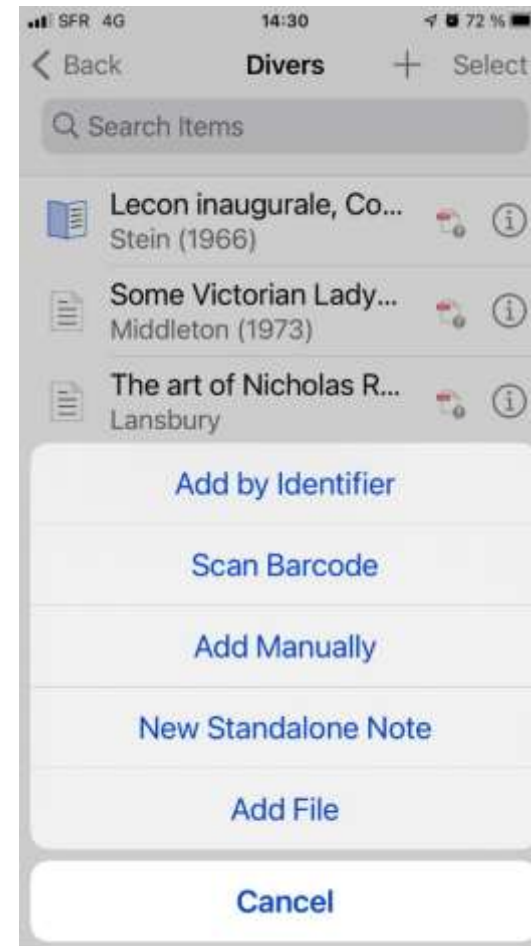 SFR 4G 14:30 72 %
Back Divers + Select
Search Items
Lecon inaugurale, Co...
Stein (1966)
Some Victorian Lady...
Middleton (1973)
The art of Nicholas R...
Lansbury
Add by Identifier
Scan Barcode
Add Manually
New Standalone Note
Add File
Cancel